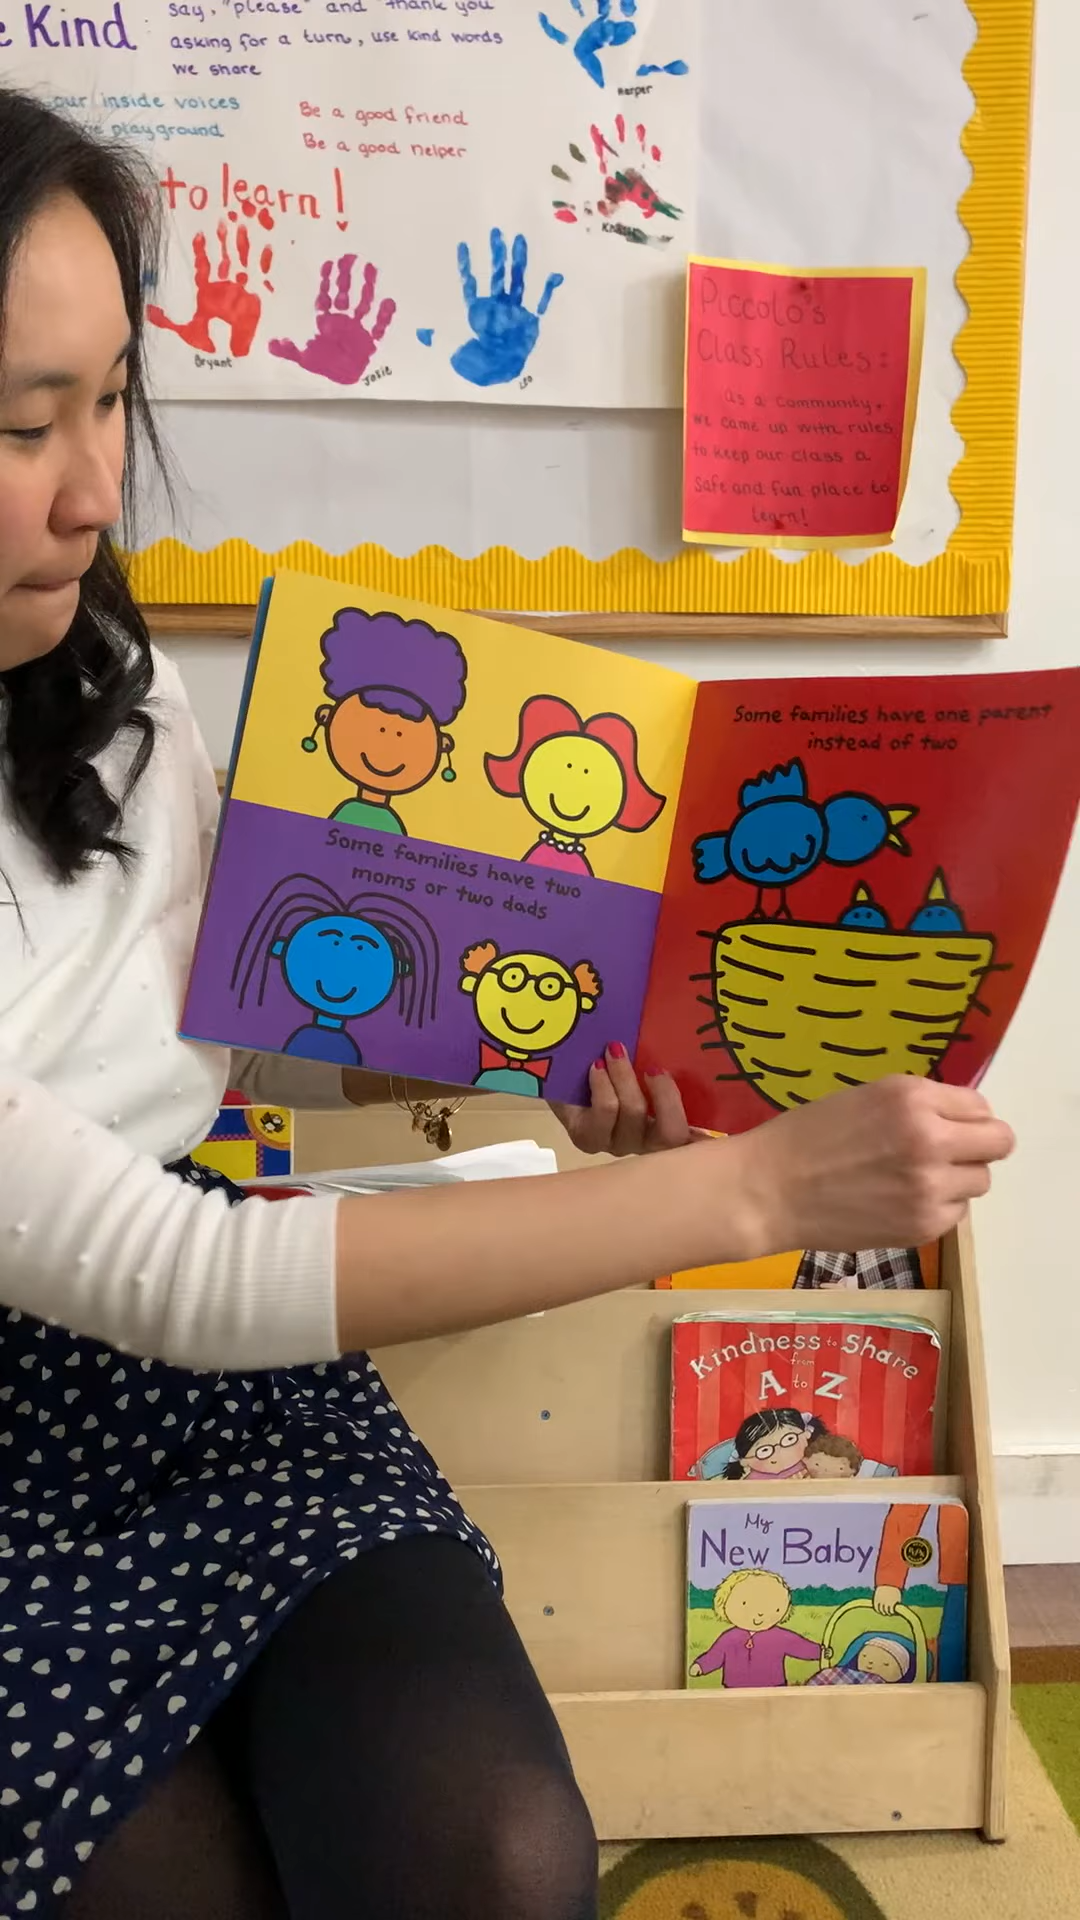 Kind
say, "please" and "thank you
asking for a turn, use kind words
we share
our inside voices
playground
Be a good friend
Be a good helper
to learn!
Harper
Bryant
Josie
Leo
Piccolo's
Class Rules:
as a community,
we came up with rules
to keep our class a
safe and fun place to
learn!
Some families have two
moms or two dads
Some families have one parent
instead of two
Kindness to Share
from
A to Z
My
New Baby